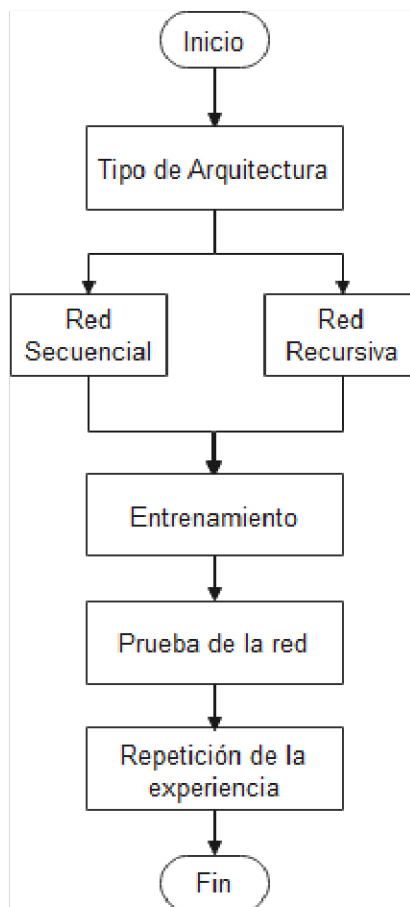 Inicio
Tipo de Arquitectura
Red
Secuencial
Red
Recursiva
Entrenamiento
Prueba de la red
Repetición de la
experiencia
Fin